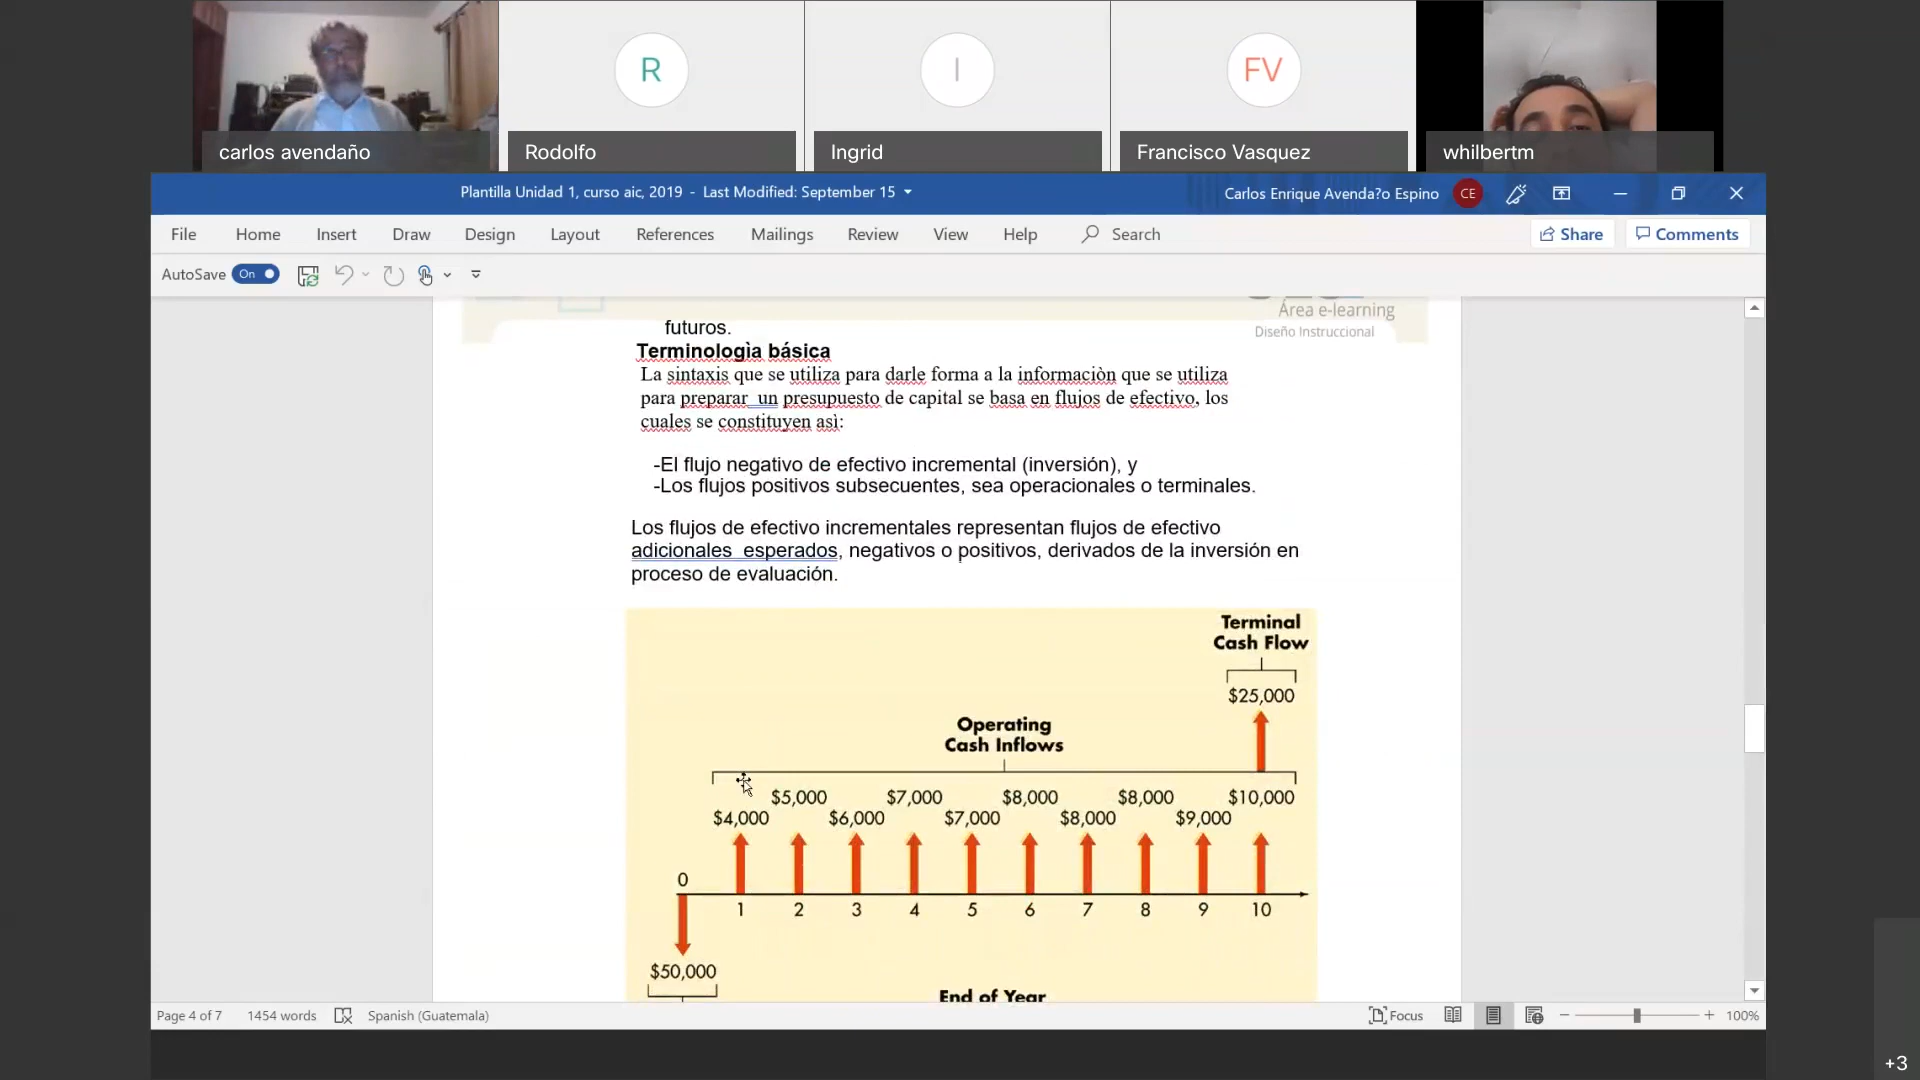 R
I
FV
carlos avendaño
Rodolfo
Ingrid
Francisco Vasquez
whilbertm
Plantilla Unidad 1, curso aic, 2019 - Last Modified: September 15
Carlos Enrique Avenda?o Espino
CE
File Home Insert Draw Design Layout References Mailings Review View Help Search
Share
Comments
AutoSave On
Área e-learning
Diseño Instruccional
futuros.
Terminologìa básica
La sintaxis que se utiliza para darle forma a la informaciòn que se utiliza
para preparar un presupuesto de capital se basa en flujos de efectivo, los
cuales se constituyen asì:
-El flujo negativo de efectivo incremental (inversión), y
-Los flujos positivos subsecuentes, sea operacionales o terminales.
Los flujos de efectivo incrementales representan flujos de efectivo
adicionales esperados, negativos o positivos, derivados de la inversión en
proceso de evaluación.
Terminal
Cash Flow
$25,000
Operating
Cash Inflows
$5,000 $7,000 $8,000 $8,000 $10,000
$4,000 $6,000 $7,000 $8,000 $9,000
0
1 2 3 4 5 6 7 8 9 10
$50,000
End of Year
Page 4 of 7 1454 words Spanish (Guatemala) Focus 100%
+3